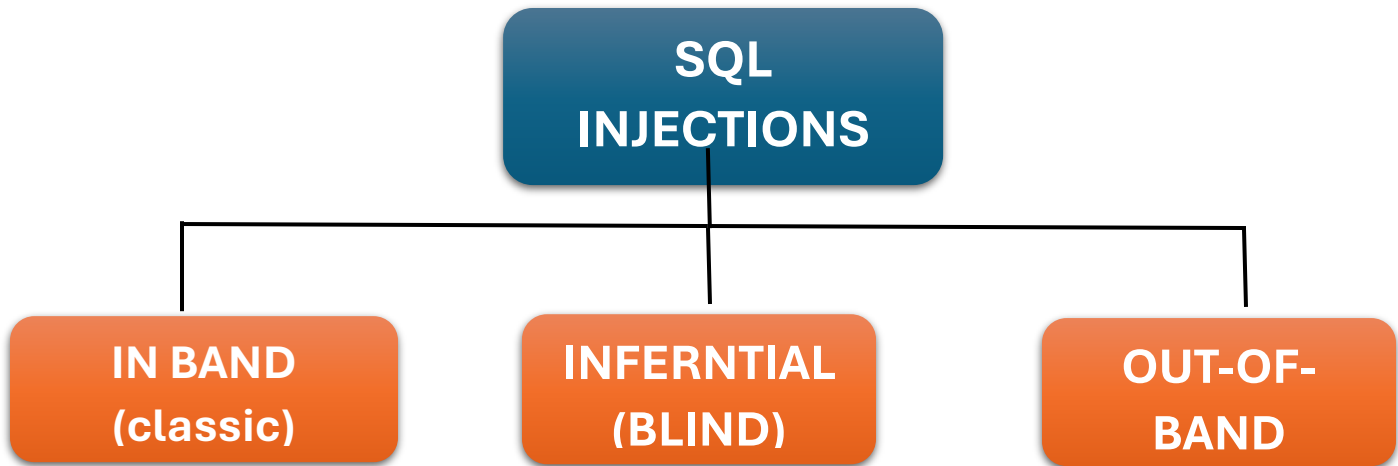 SQL
INJECTIONS
IN BAND
(classic)
INFERNTIAL
(BLIND)
OUT-OF-
BAND